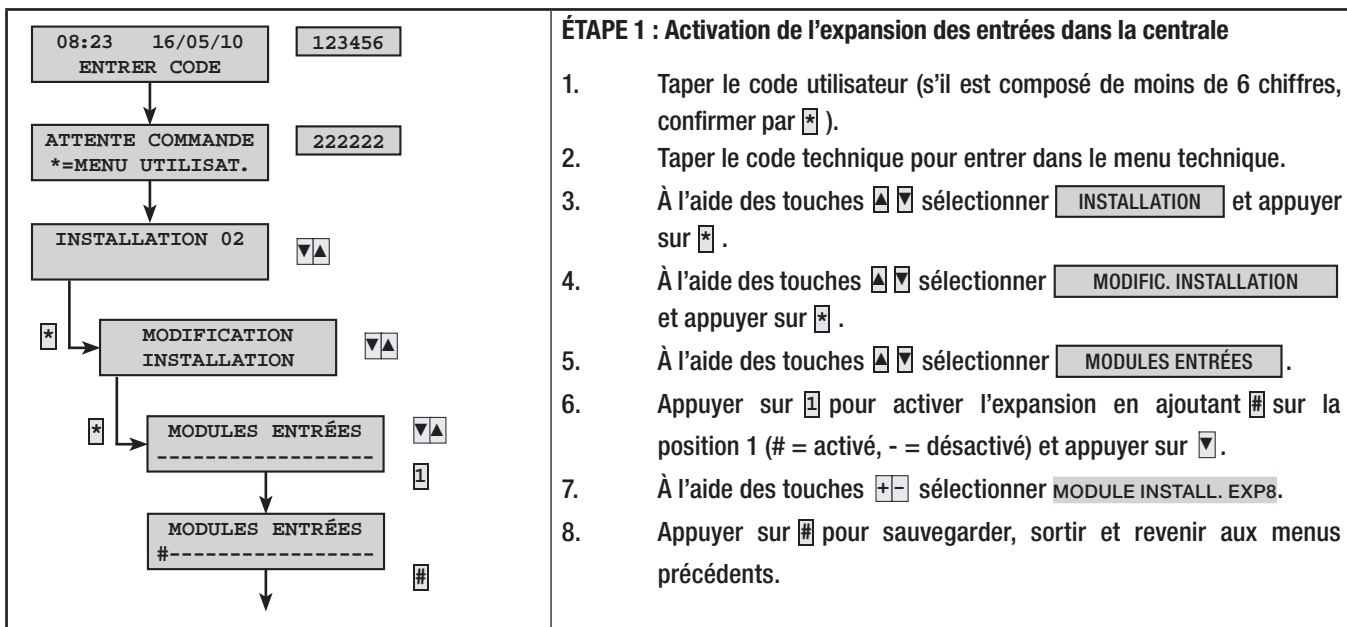 08:23 16/05/10
ENTRER CODE
123456
ATTENTE COMMANDE
*=MENU UTILISAT.
222222
INSTALLATION 02
▼▲
*
MODIFICATION
INSTALLATION
▼▲
*
MODULES ENTRÉES
------------------
▼▲
1
MODULES ENTRÉES
#-----------------
#
ÉTAPE 1 : Activation de l’expansion des entrées dans la centrale
1. Taper le code utilisateur (s’il est composé de moins de 6 chiffres,
confirmer par * ).
2. Taper le code technique pour entrer dans le menu technique.
3. À l’aide des touches ▲ ▼ sélectionner INSTALLATION et appuyer
sur * .
4. À l’aide des touches ▲ ▼ sélectionner MODIFIC. INSTALLATION
et appuyer sur * .
5. À l’aide des touches ▲ ▼ sélectionner MODULES ENTRÉES .
6. Appuyer sur 1 pour activer l’expansion en ajoutant # sur la
position 1 (# = activé, - = désactivé) et appuyer sur ▼.
7. À l’aide des touches +- sélectionner MODULE INSTALL. EXP8.
8. Appuyer sur # pour sauvegarder, sortir et revenir aux menus
précédents.